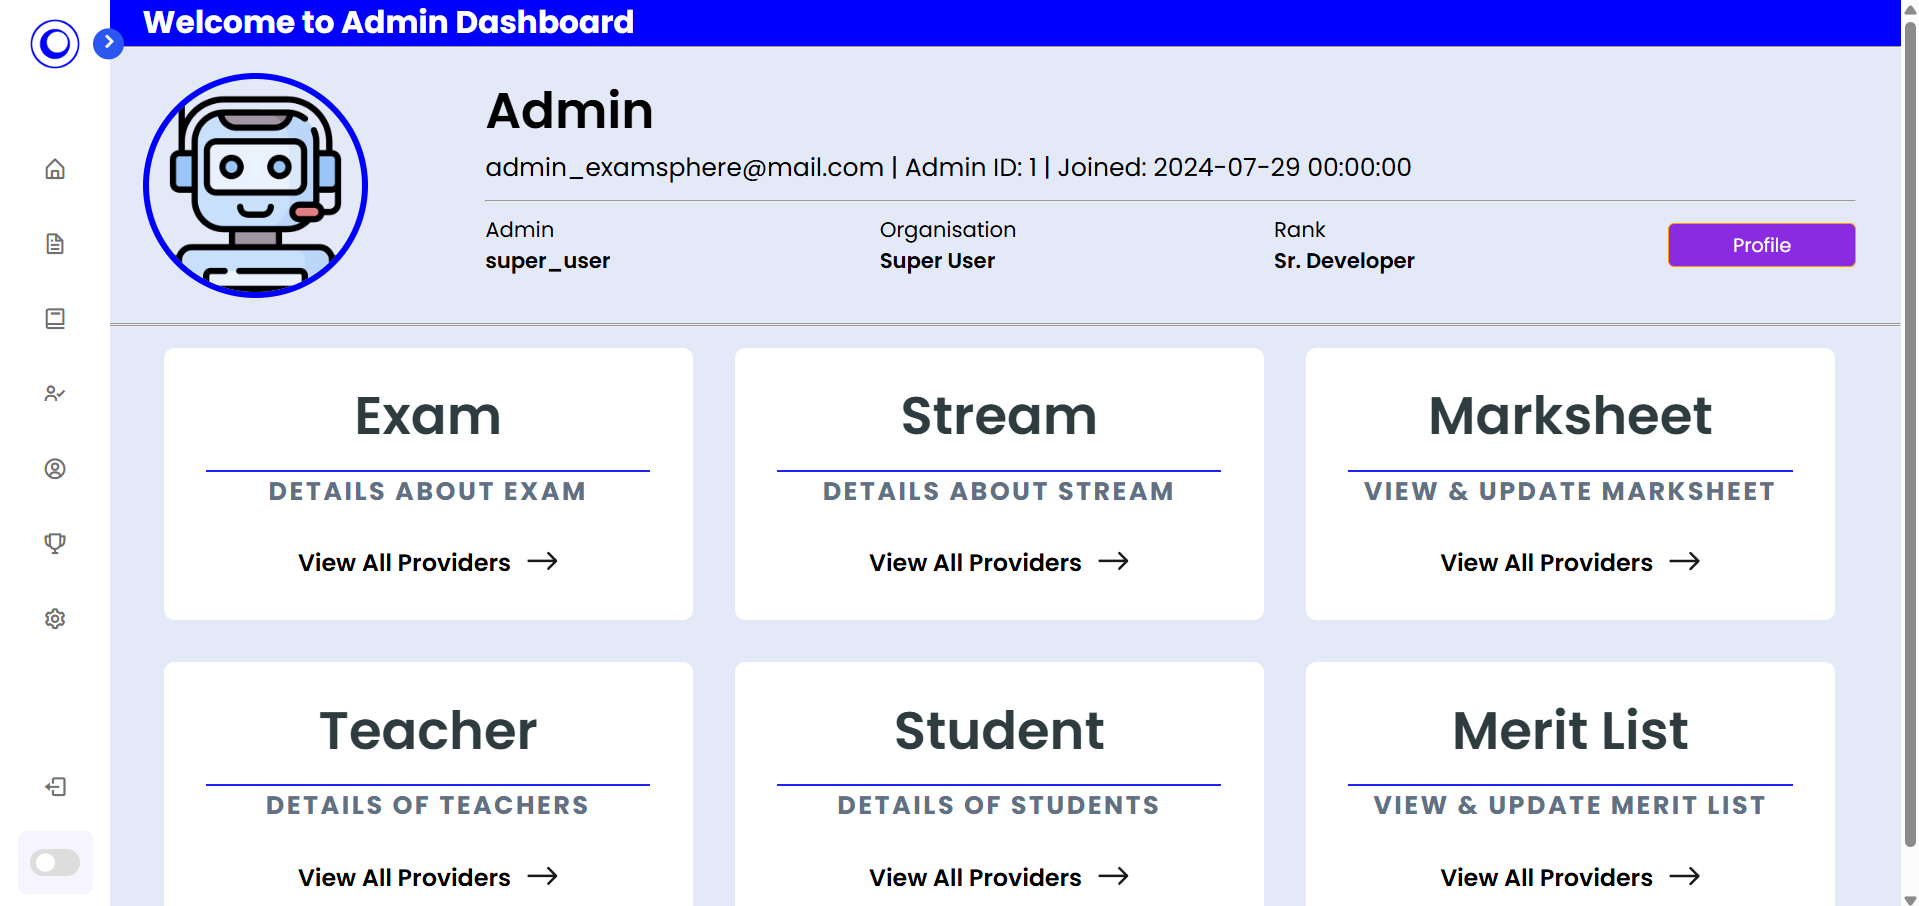 Welcome to Admin Dashboard
Admin
admin_examsphere@mail.com | Admin ID: 1 | Joined: 2024-07-29 00:00:00
Admin
super_user
Organisation
Super User
Rank
Sr. Developer
Profile
Exam
DETAILS ABOUT EXAM
View All Providers
Stream
DETAILS ABOUT STREAM
View All Providers
Marksheet
VIEW & UPDATE MARKSHEET
View All Providers
Teacher
DETAILS OF TEACHERS
View All Providers
Student
DETAILS OF STUDENTS
View All Providers
Merit List
VIEW & UPDATE MERIT LIST
View All Providers